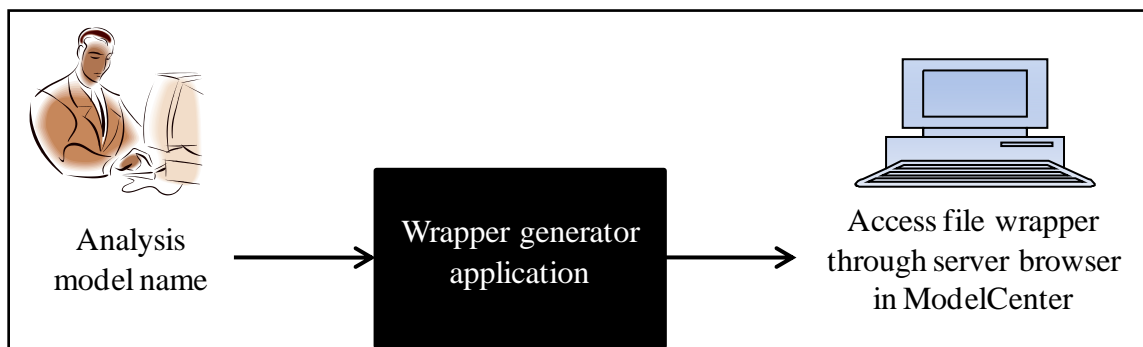 Analysis
model name
Wrapper generator
application
Access file wrapper
through server browser
in ModelCenter